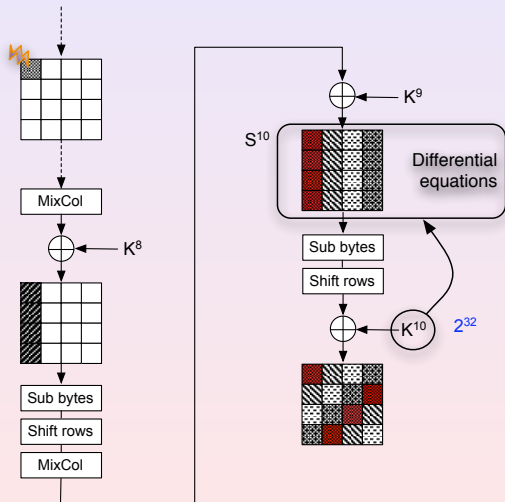 MixCol
K⁸
Sub bytes
Shift rows
MixCol
K⁹
S¹⁰
Differential
equations
Sub bytes
Shift rows
K¹⁰
2³²